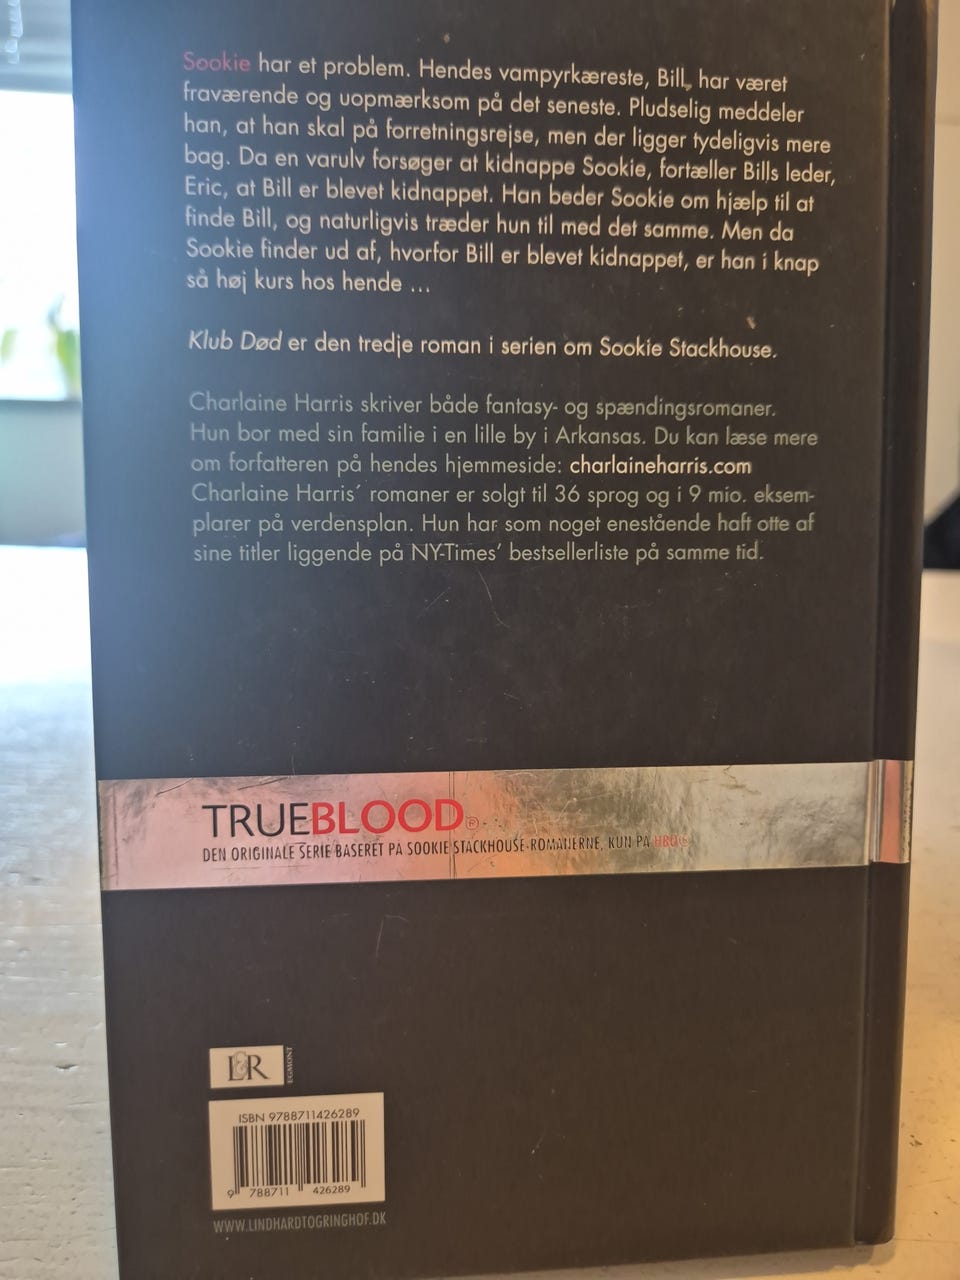 Sookie har et problem. Hendes vampyrkæreste, Bill, har været
fraværende og uopmærksom på det seneste. Pludselig meddeler
han, at han skal på forretningsrejse, men der ligger tydeligvis mere
bag. Da en varulv forsøger at kidnappe Sookie, fortæller Bills leder,
Eric, at Bill er blevet kidnappet. Han beder Sookie om hjælp til at
finde Bill, og naturligvis træder hun til med det samme. Men da
Sookie finder ud af, hvorfor Bill er blevet kidnappet, er han i knap
så høj kurs hos hende ...
Klub Død er den tredje roman i serien om Sookie Stackhouse.
Charlaine Harris skriver både fantasy- og spændingsromaner.
Hun bor med sin familie i en lille by i Arkansas. Du kan læse mere
om forfatteren på hendes hjemmeside: charlaineharris.com
Charlaine Harris´ romaner er solgt til 36 sprog og i 9 mio. eksem-
plarer på verdensplan. Hun har som noget enestående haft otte af
sine titler liggende på NY-Times’ bestsellerliste på samme tid.
TRUEBLOOD®
DEN ORIGINALE SERIE BASERET PÅ SOOKIE STACKHOUSE-ROMANERNE, KUN PÅ HBO®
L&R
EGMONT
ISBN 9788711426289
9 788711 426289
WWW.LINDHARDTOGRINGHOF.DK